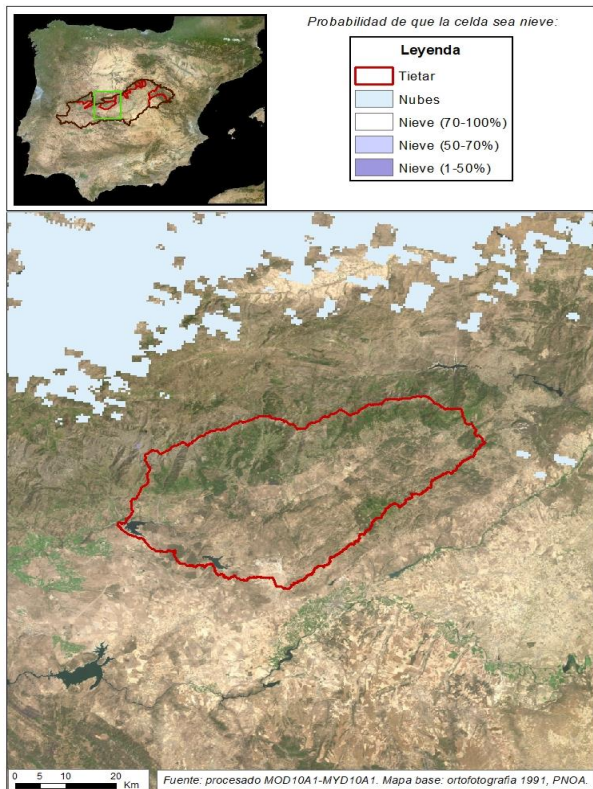 Probabilidad de que la celda sea nieve:
Leyenda
Tietar
Nubes
Nieve (70-100%)
Nieve (50-70%)
Nieve (1-50%)
0 5 10 20
Km
Fuente: procesado MOD10A1-MYD10A1. Mapa base: ortofotografia 1991, PNOA.